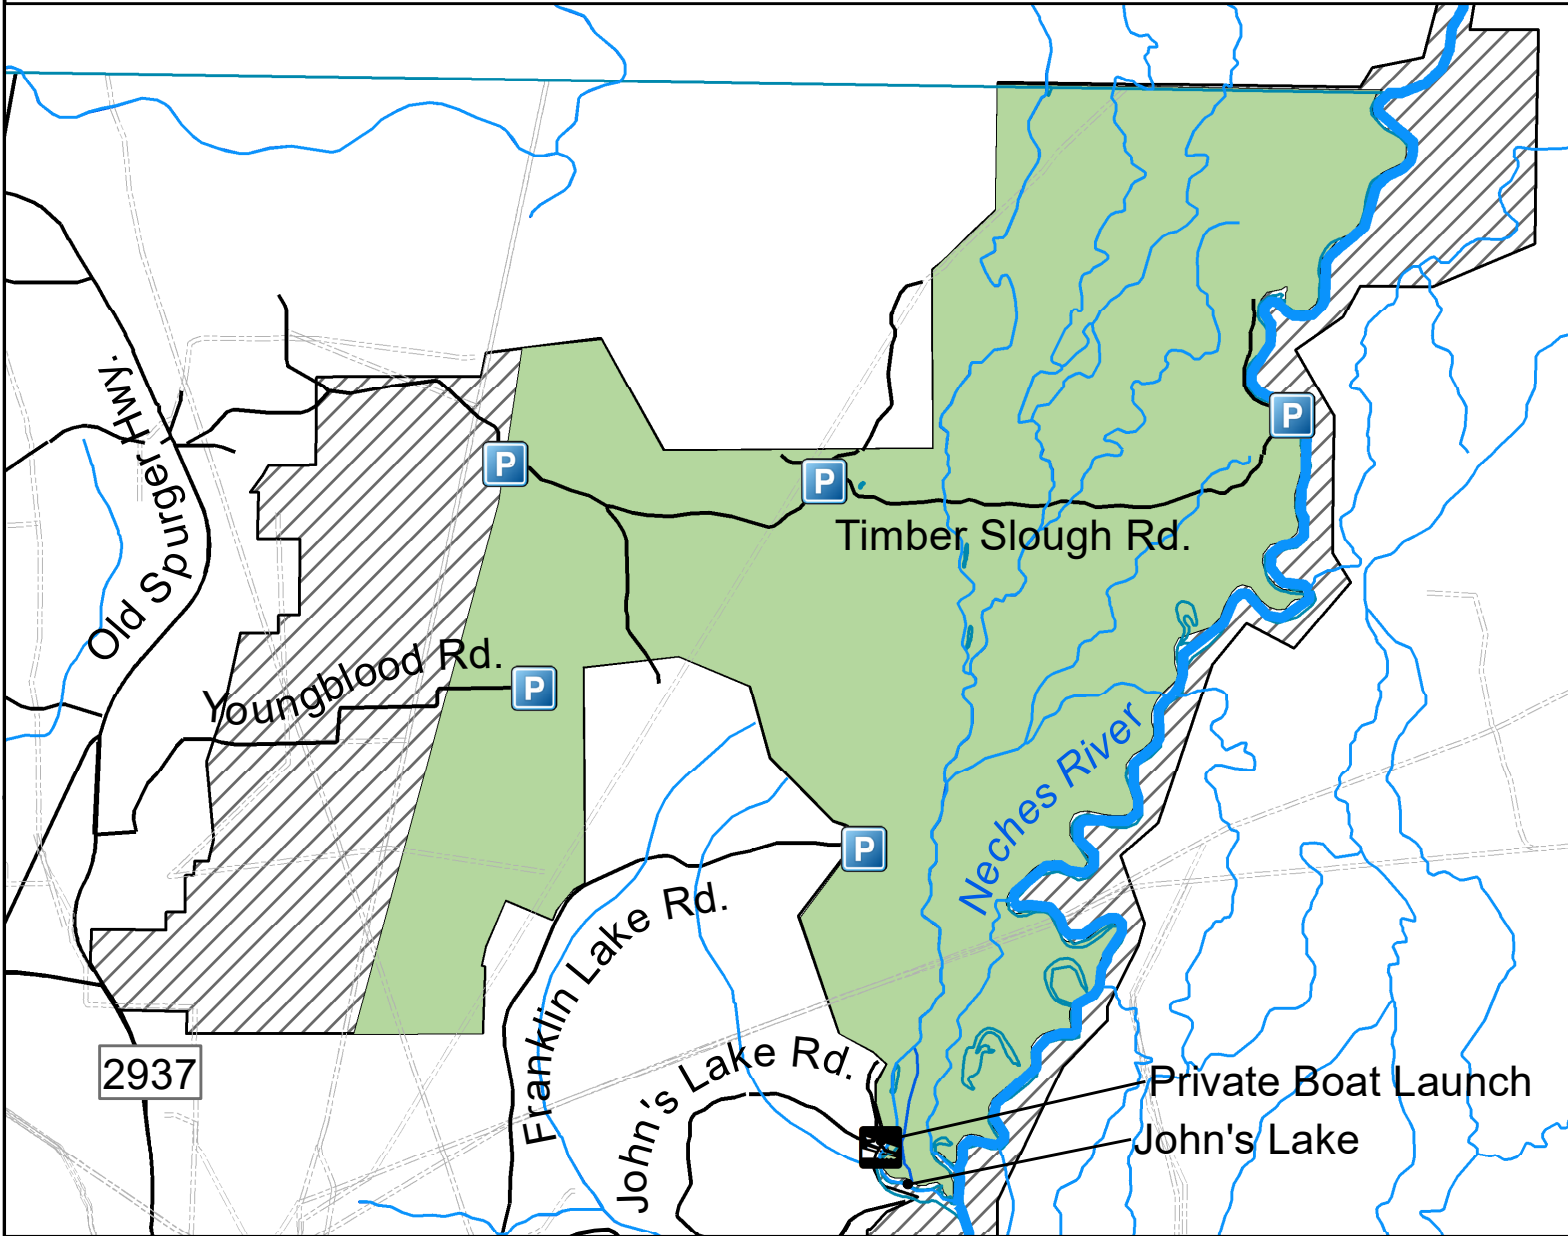 Old Spurger Hwy.
P
P
P
Timber Slough Rd.
Youngblood Rd.
P
Neches River
P
Franklin Lake Rd.
John's Lake Rd.
2937
Private Boat Launch
John's Lake